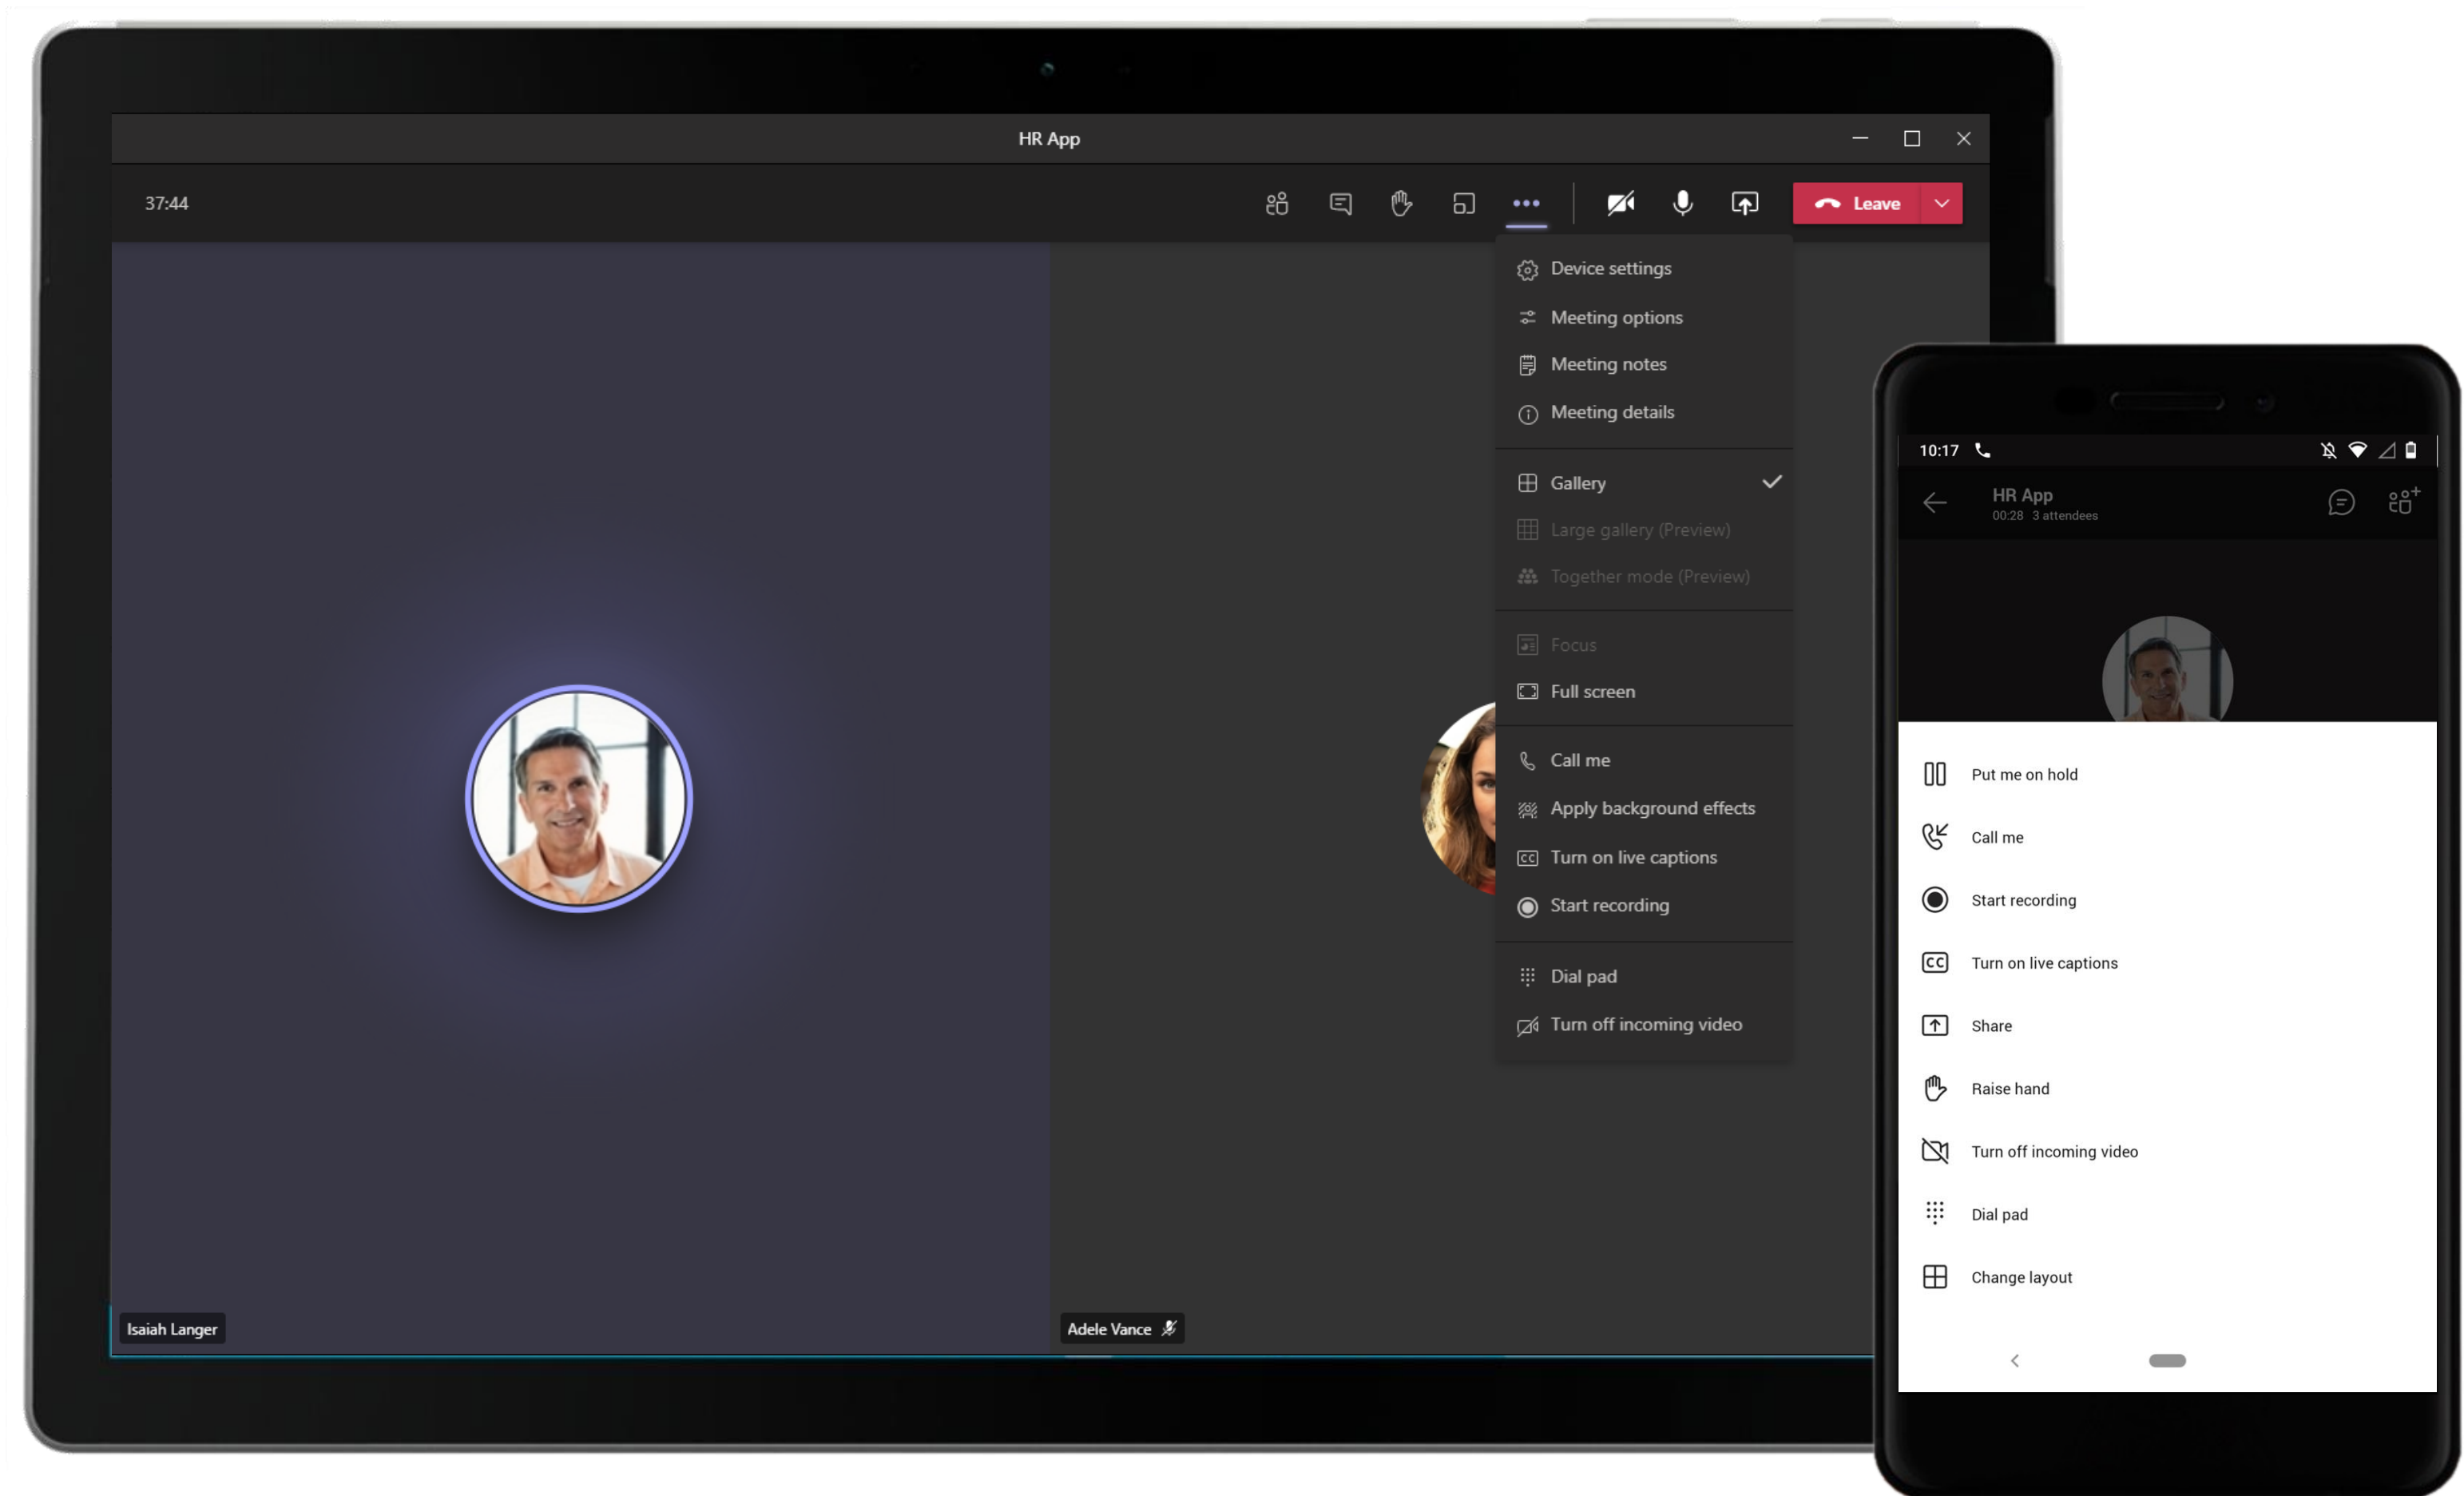 HR App
37:44
Leave
Device settings
Meeting options
Meeting notes
Meeting details
Gallery
Large gallery (Preview)
Together mode (Preview)
Focus
Full screen
Call me
Apply background effects
CC Turn on live captions
Start recording
Dial pad
Turn off incoming video
Isaiah Langer
Adele Vance
10:17
HR App
00:28 3 attendees
Put me on hold
Call me
Start recording
CC Turn on live captions
Share
Raise hand
Turn off incoming video
Dial pad
Change layout